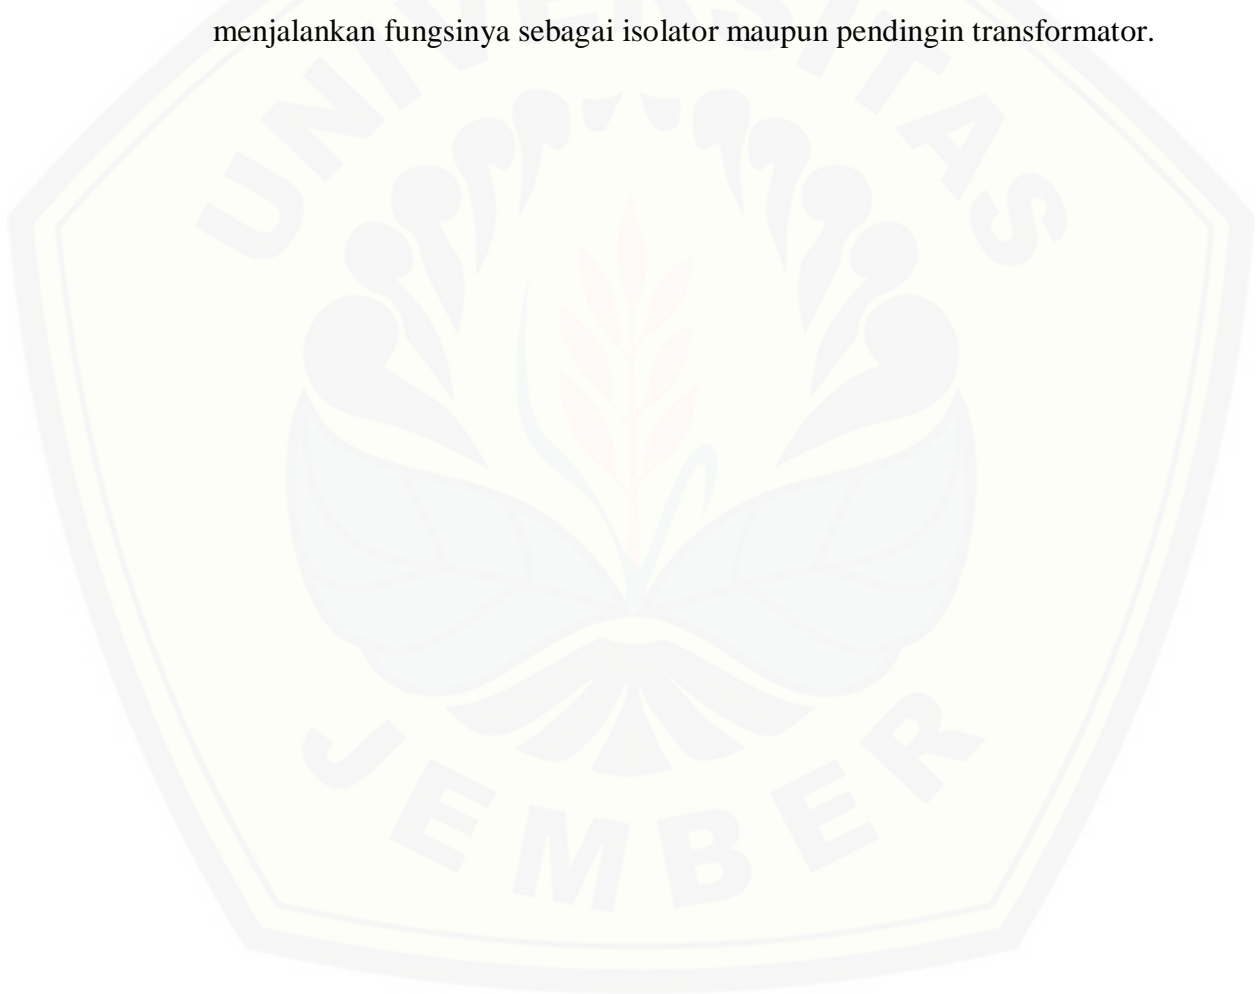 menjalankan fungsinya sebagai isolator maupun pendingin transformator.
UNIVERSITAS
JEMBER